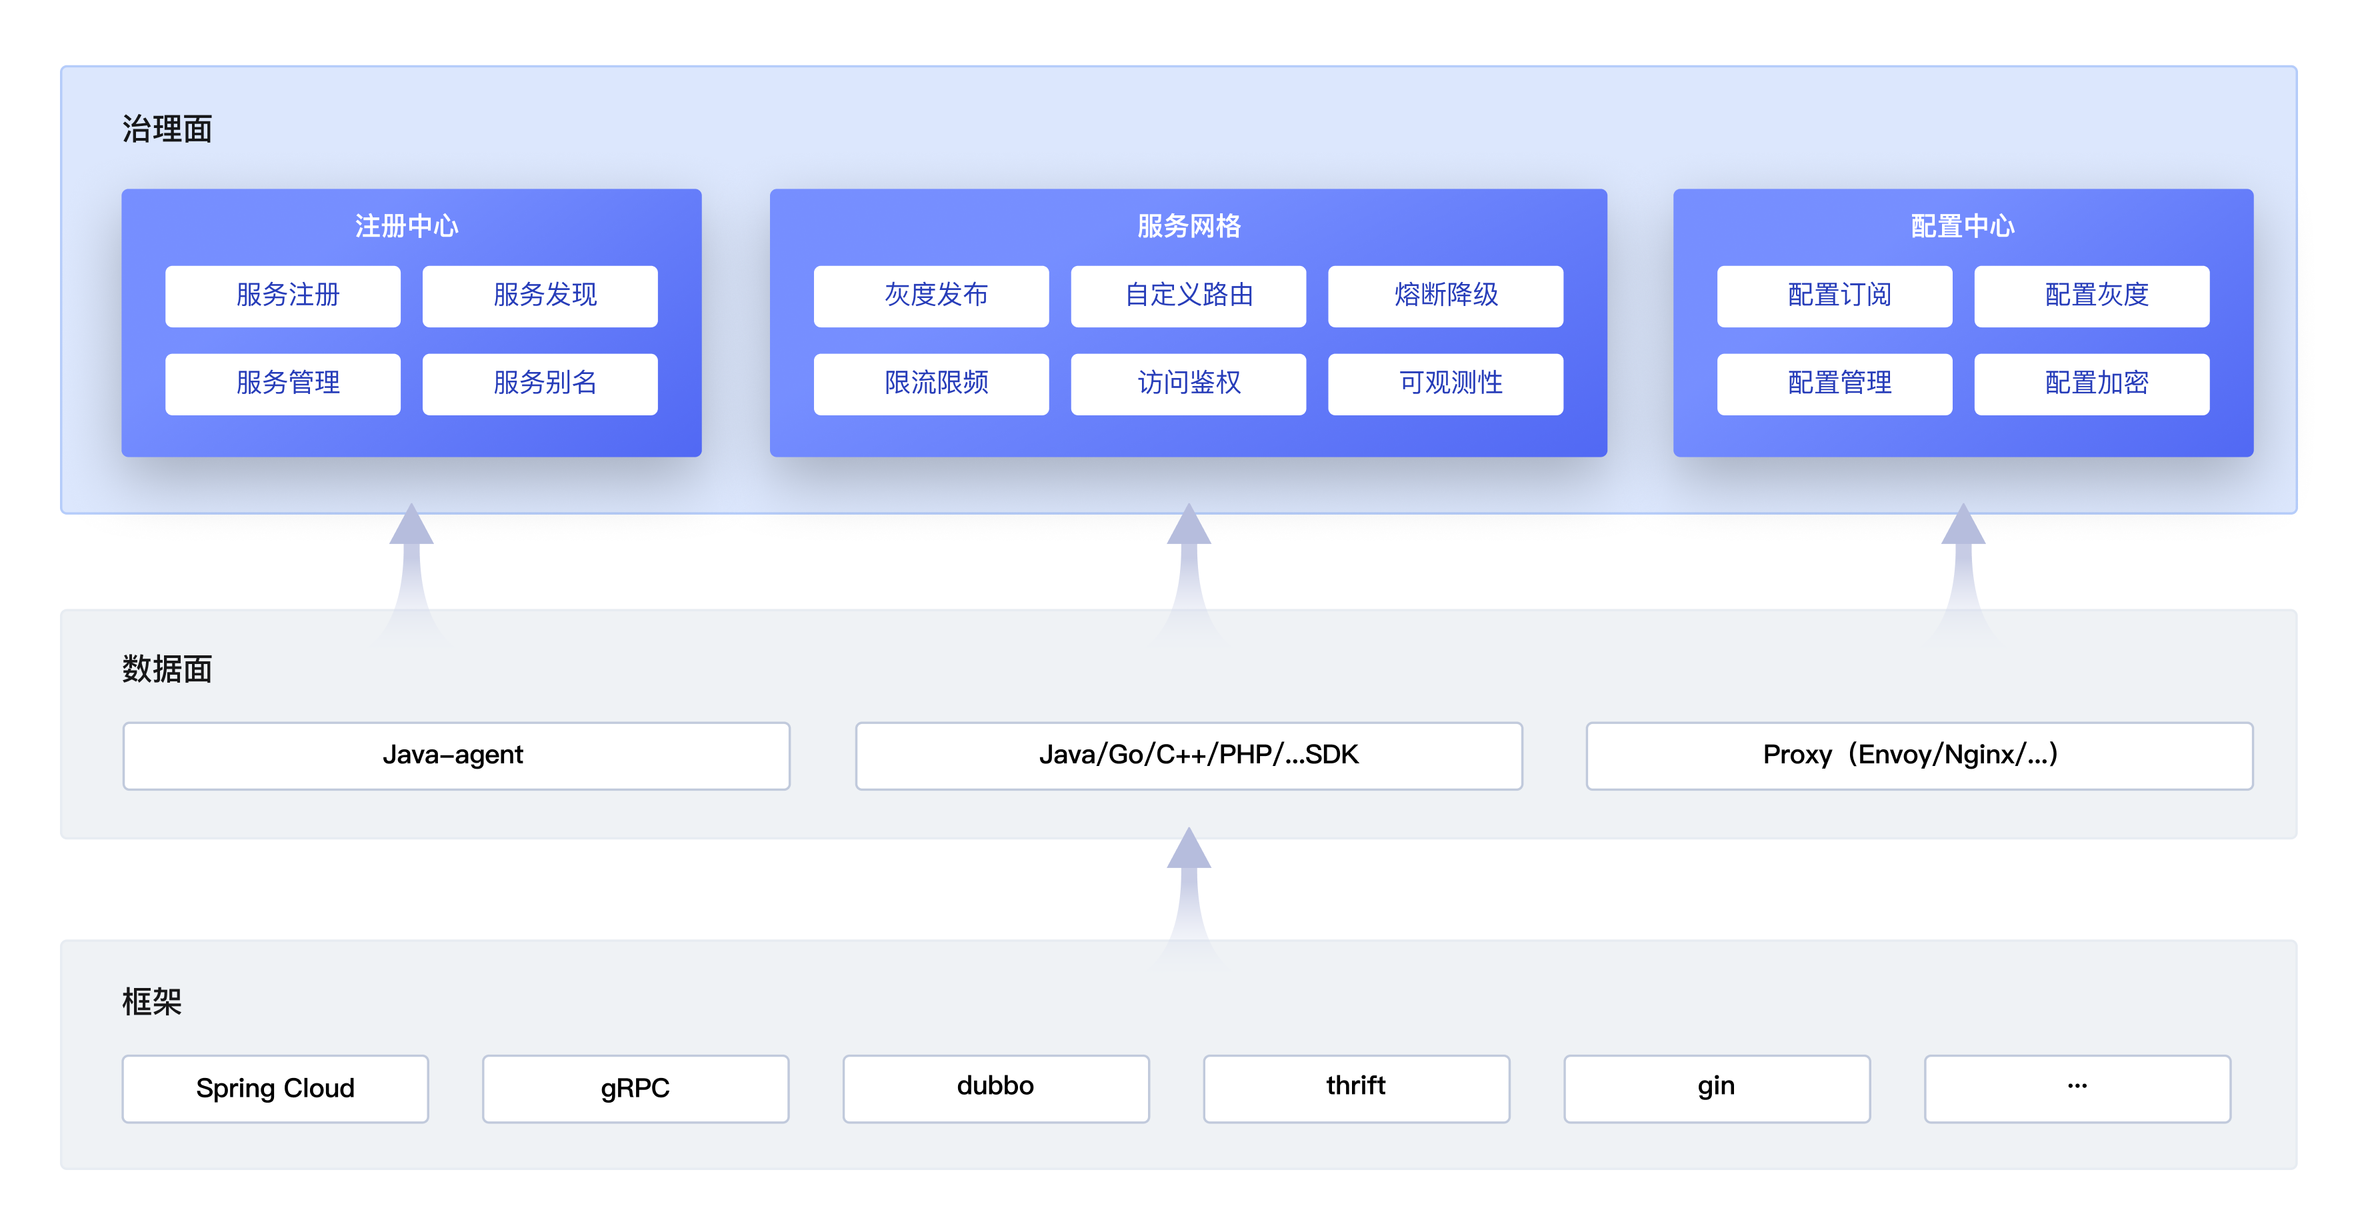 治理面
注册中心
服务注册
服务发现
服务管理
服务别名
服务网格
灰度发布
自定义路由
熔断降级
限流限频
访问鉴权
可观测性
配置中心
配置订阅
配置灰度
配置管理
配置加密
数据面
Java-agent
Java/Go/C++/PHP/...SDK
Proxy（Envoy/Nginx/...）
框架
Spring Cloud
gRPC
dubbo
thrift
gin
...